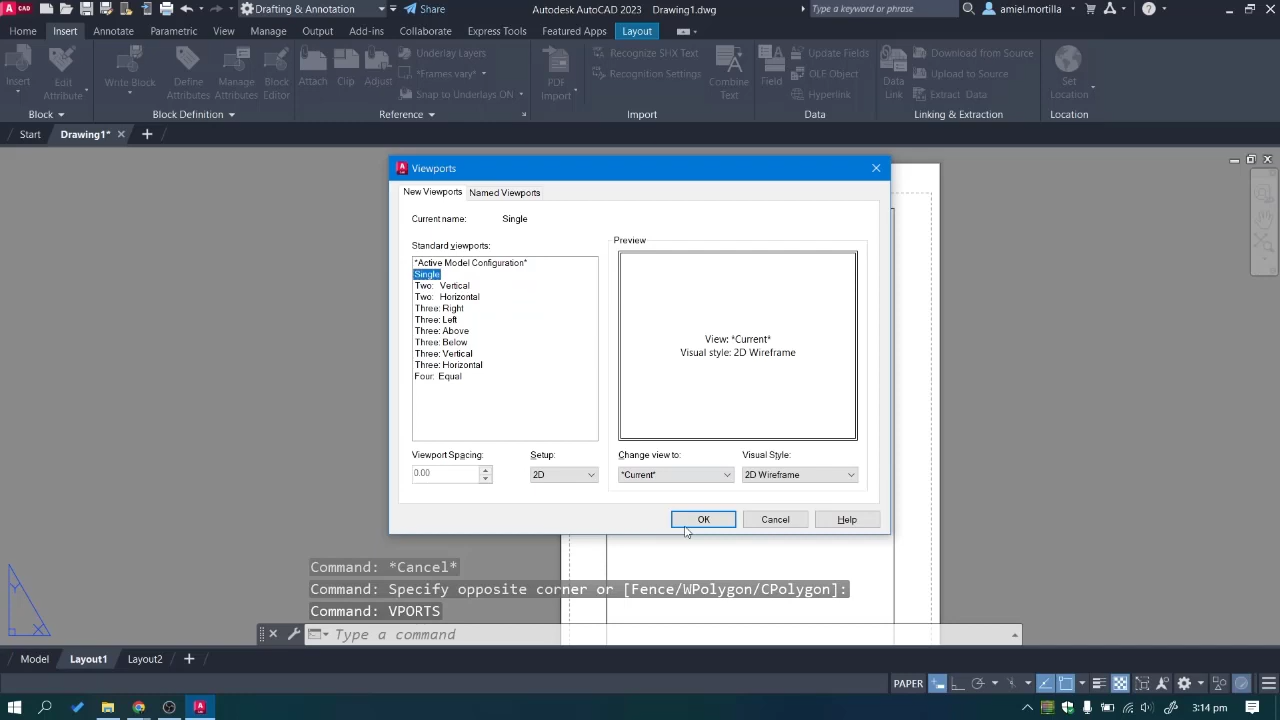 CAD
Drafting & Annotation
Share
Autodesk AutoCAD 2023 Drawing1.dwg
Type a keyword or phrase
amiel.mortilla
Home Insert Annotate Parametric View Manage Output Add-ins Collaborate Express Tools Featured Apps Layout
Insert
Edit
Attribute
Write Block
Define
Attributes
Manage
Attributes
Block
Editor
Attach
Clip
Adjust
Underlay Layers
*Frames vary*
Snap to Underlays ON
PDF
Import
Recognize SHX Text
Recognition Settings
Combine
Text
Field
Update Fields
OLE Object
Hyperlink
Data
Link
Download from Source
Upload to Source
Extract Data
Set
Location
Block
Block Definition
Reference
Import
Data
Linking & Extraction
Location
Start
Drawing1*
Viewports
New Viewports
Named Viewports
Current name:
Single
Standard viewports:
*Active Model Configuration*
Single
Two: Vertical
Two: Horizontal
Three: Right
Three: Left
Three: Above
Three: Below
Three: Vertical
Three: Horizontal
Four: Equal
Preview
View: *Current*
Visual style: 2D Wireframe
Viewport Spacing:
0.00
Setup:
2D
Change view to:
*Current*
Visual Style:
2D Wireframe
OK
Cancel
Help
Command: *Cancel*
Command: Specify opposite corner or [Fence/WPolygon/CPolygon]:
Command: VPORTS
Type a command
Y
X
Model
Layout1
Layout2
PAPER
3:14 pm